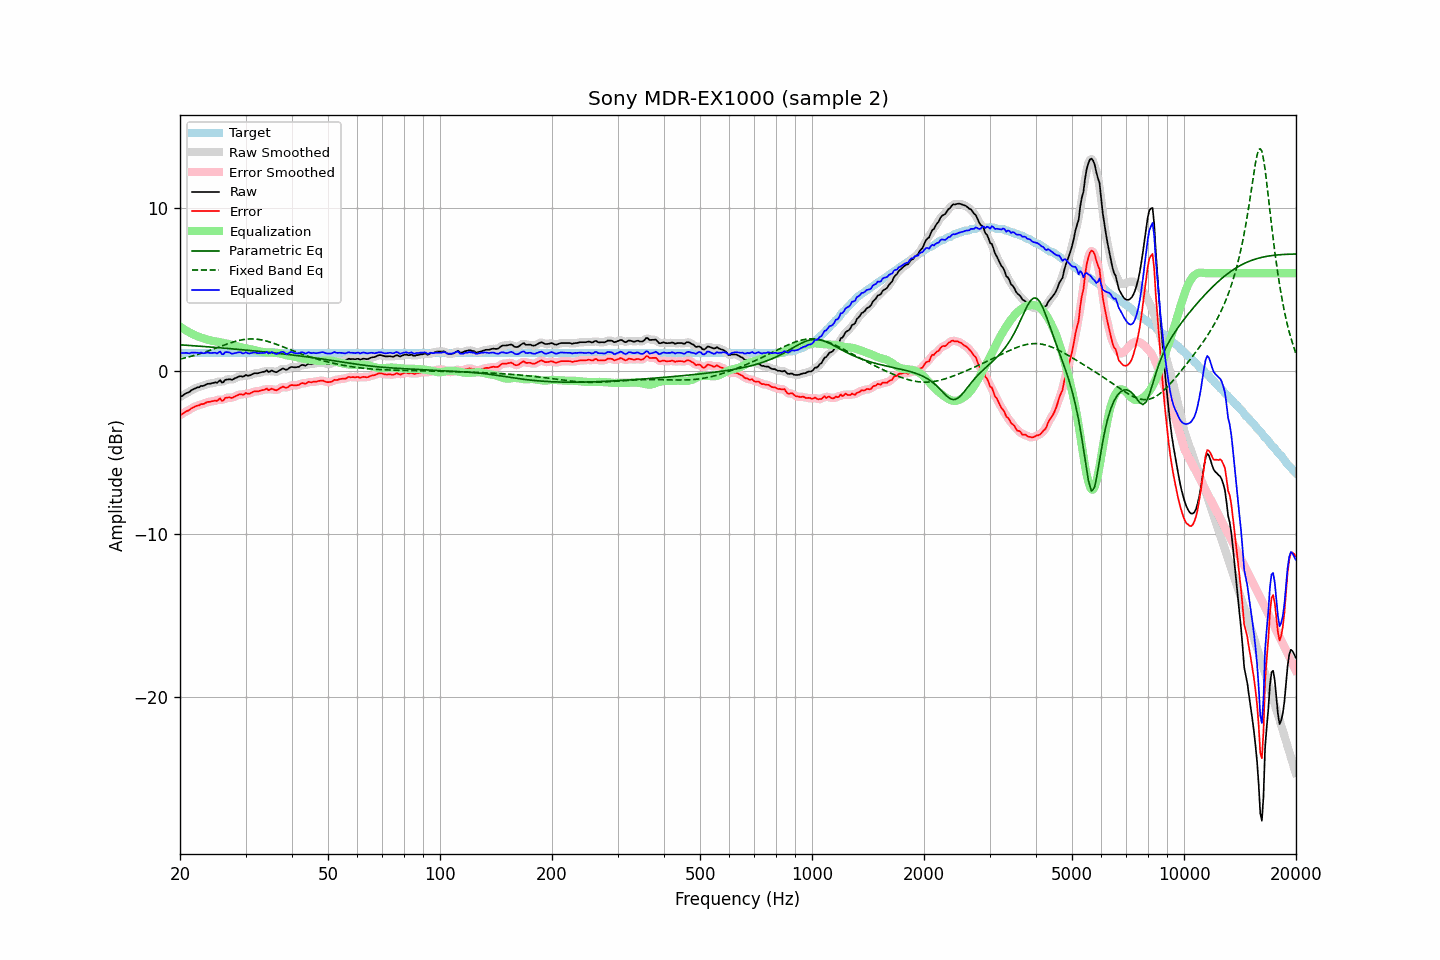 Sony MDR-EX1000 (sample 2)
Target
Raw Smoothed
Error Smoothed
Raw
Error
Equalization
Parametric Eq
Fixed Band Eq
Equalized
Amplitude (dBr)
10
0
−10
−20
20 50 100 200 500 1000 2000 5000 10000 20000
Frequency (Hz)